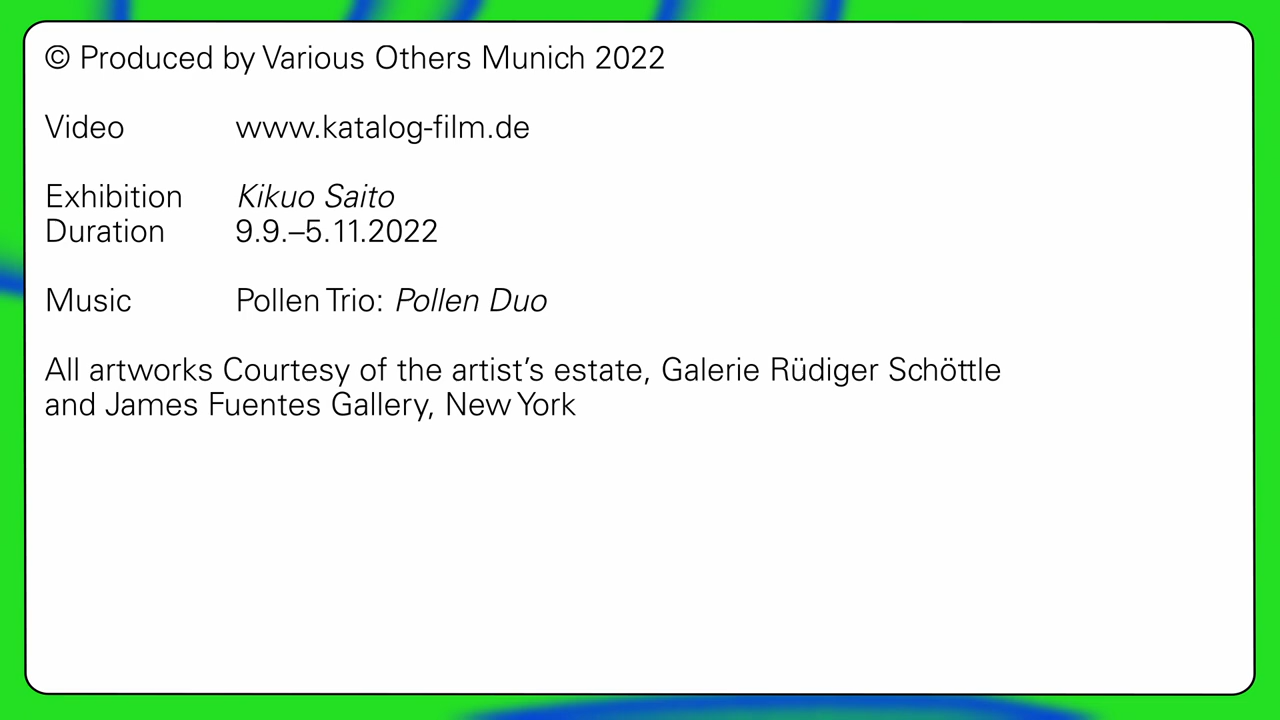 © Produced by Various Others Munich 2022
Video www.katalog-film.de
Exhibition Kikuo Saito
Duration 9.9.–5.11.2022
Music Pollen Trio: Pollen Duo
All artworks Courtesy of the artist’s estate, Galerie Rüdiger Schöttle
and James Fuentes Gallery, New York